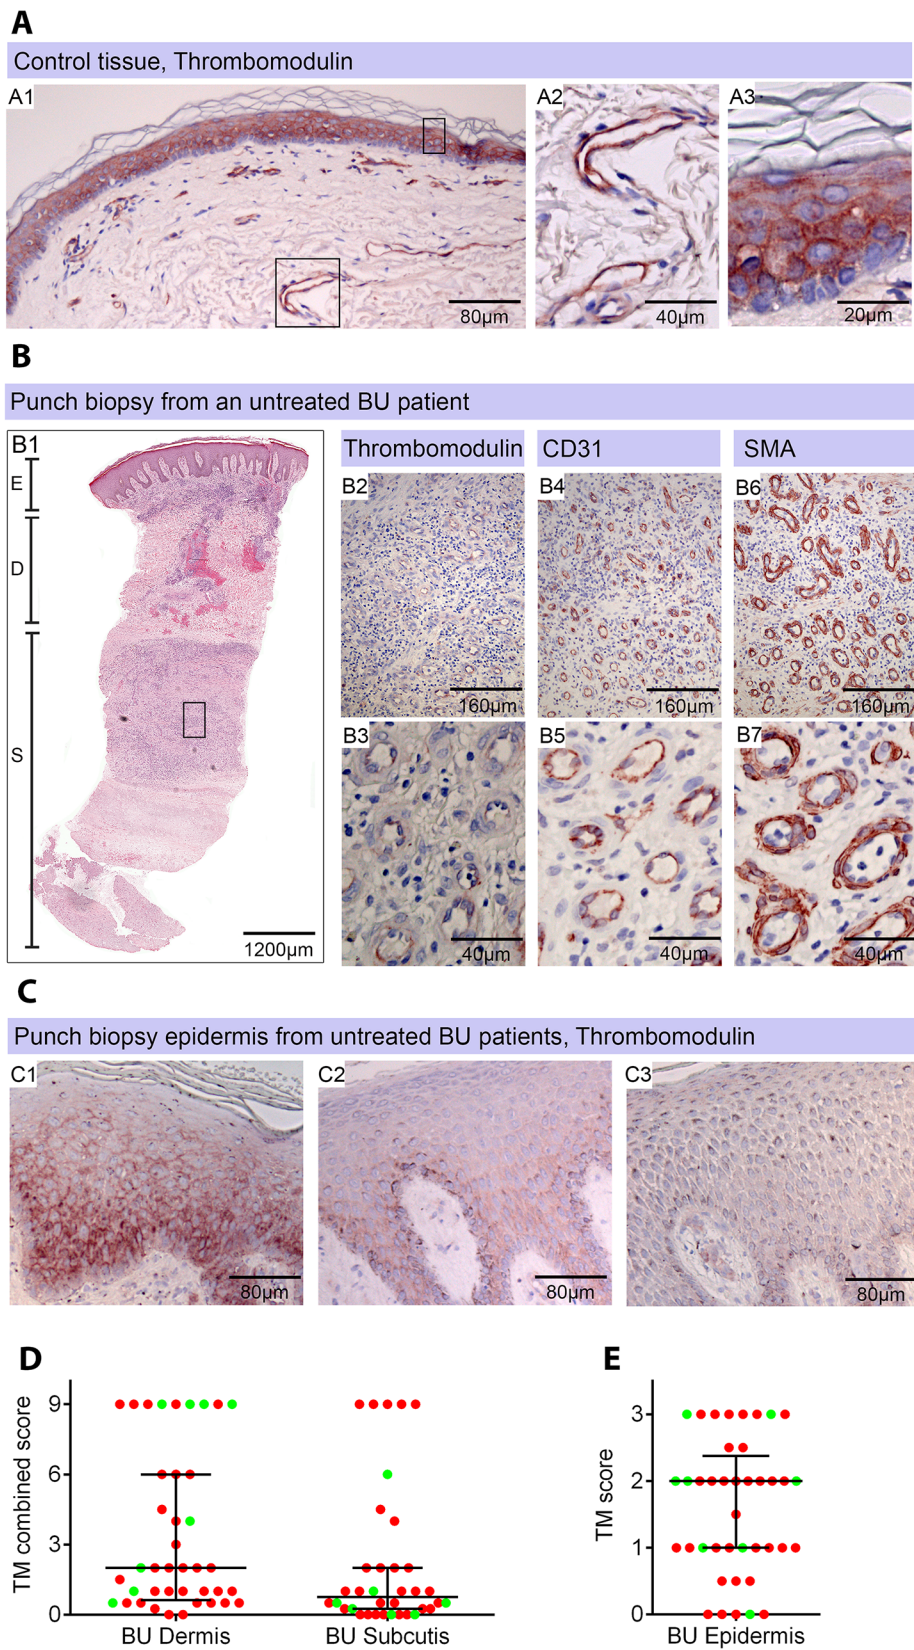 A
Control tissue, Thrombomodulin
A1
A2
A3
80µm
40µm
20µm
B
Punch biopsy from an untreated BU patient
B1
E
D
S
1200µm
Thrombomodulin
CD31
SMA
B2
B4
B6
160µm
160µm
160µm
B3
B5
B7
40µm
40µm
40µm
C
Punch biopsy epidermis from untreated BU patients, Thrombomodulin
C1
C2
C3
80µm
80µm
80µm
D
TM combined score
9
6
3
0
BU Dermis
BU Subcutis
E
TM score
3
2
1
0
BU Epidermis